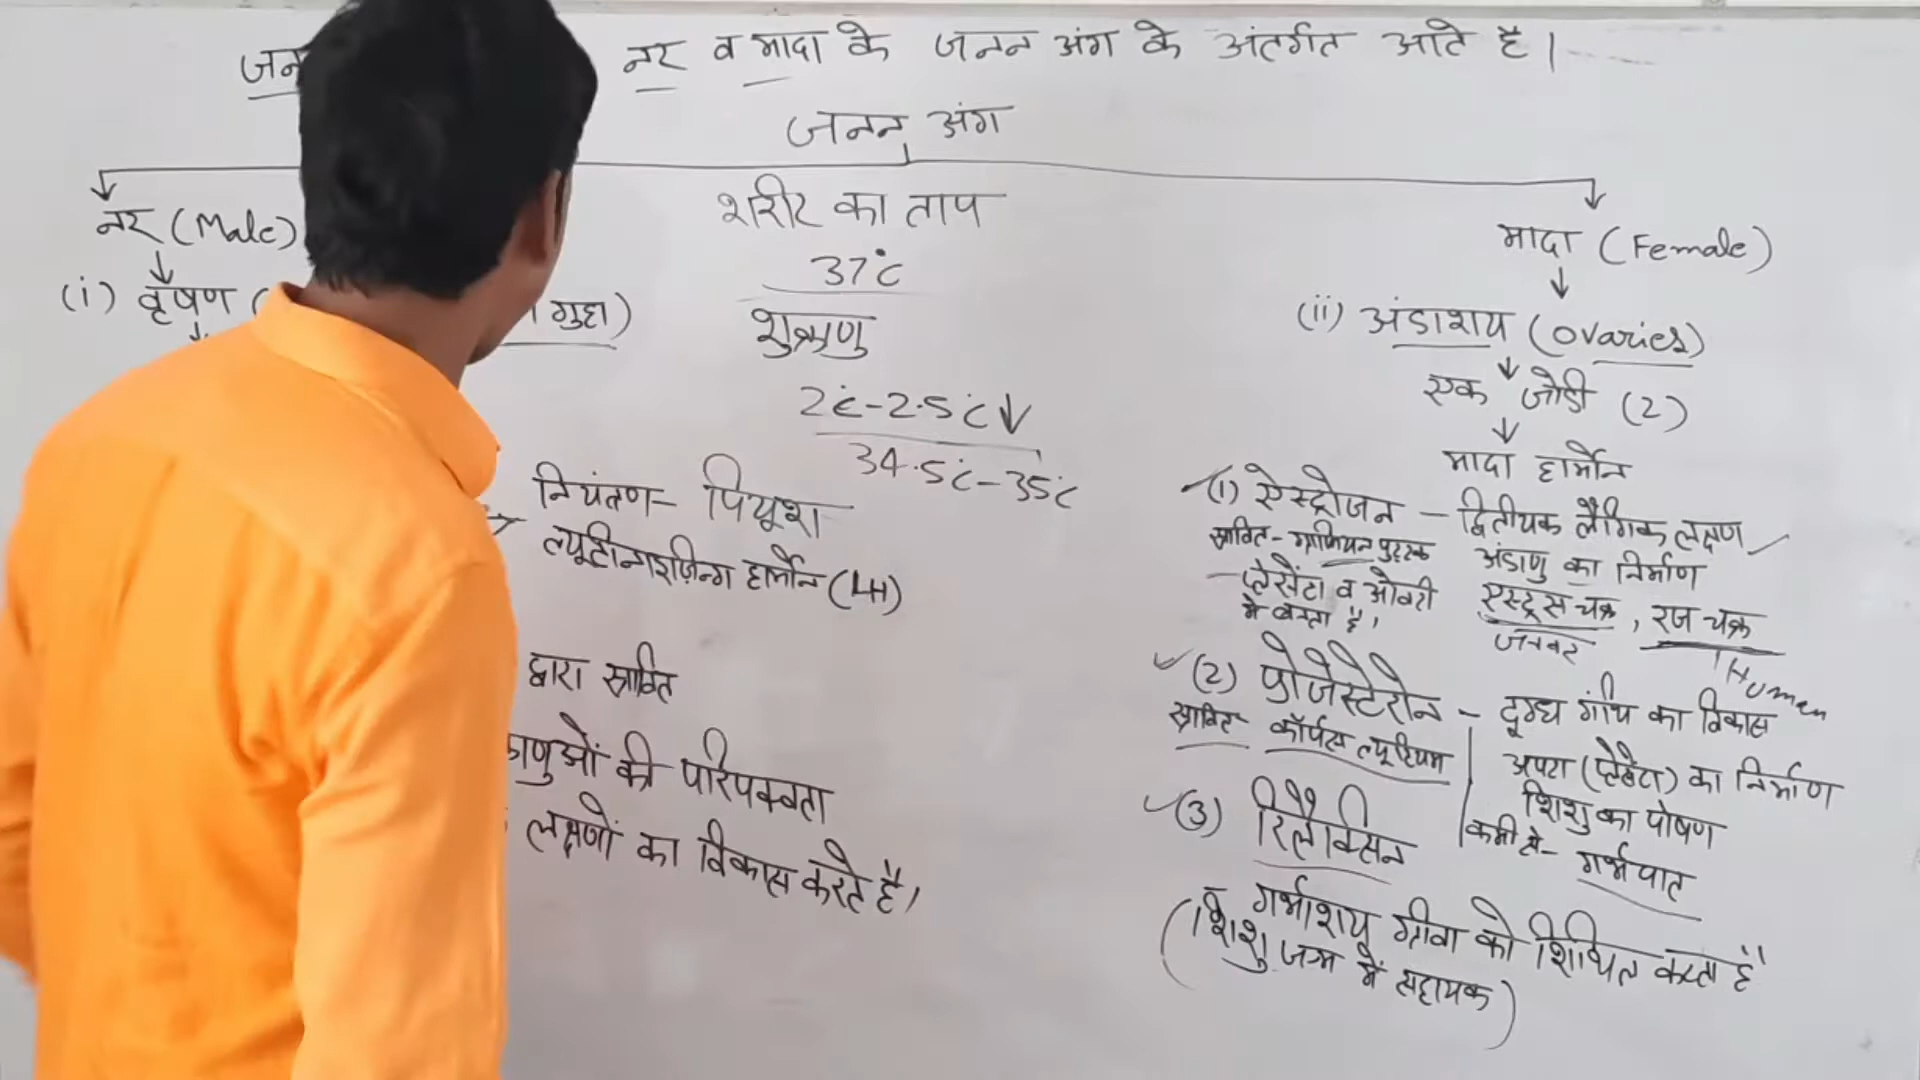 नर व मादा के जनन अंग के अंतर्गत आते है।
जनन अंग
नर (Male)
(i) वृषण (
गुहा)
शरीर का ताप
37°c
शुक्राणु
2°c-2.5°c↓
34.5°c-35°c
नियंत्रण- पियूश
ल्यूटीनाइजिन्ग हार्मोन (LH)
द्वारा स्रावित
की परिपक्वता
लक्षणों का विकास करते है।
मादा (Female)
(ii) अंडाशय (Ovaries)
एक जोडी (2)
मादा हार्मोन
(1) ऐस्ट्रोजन - द्वितीयक लैंगिक लक्षण
स्रावित - ग्राफियन पुटक
अंडाणु का निर्माण
- प्लेसेंटा व ओवरी
में बनता है।
एस्ट्रस चक्र, रज चक्र
जनवर
Human
(2) प्रोजेस्टेरोन - दूग्ध ग्रंथि का विकास
स्रावित - कॉर्पस ल्यूटियम
अपरा (प्लेसेंटा) का निर्माण
शिशु का पोषण
कमी से - गर्भपात
(3) रिलैक्सिन
गर्भाशय ग्रीवा को शिथिल करता है
(शिशु जन्म में सहायक)